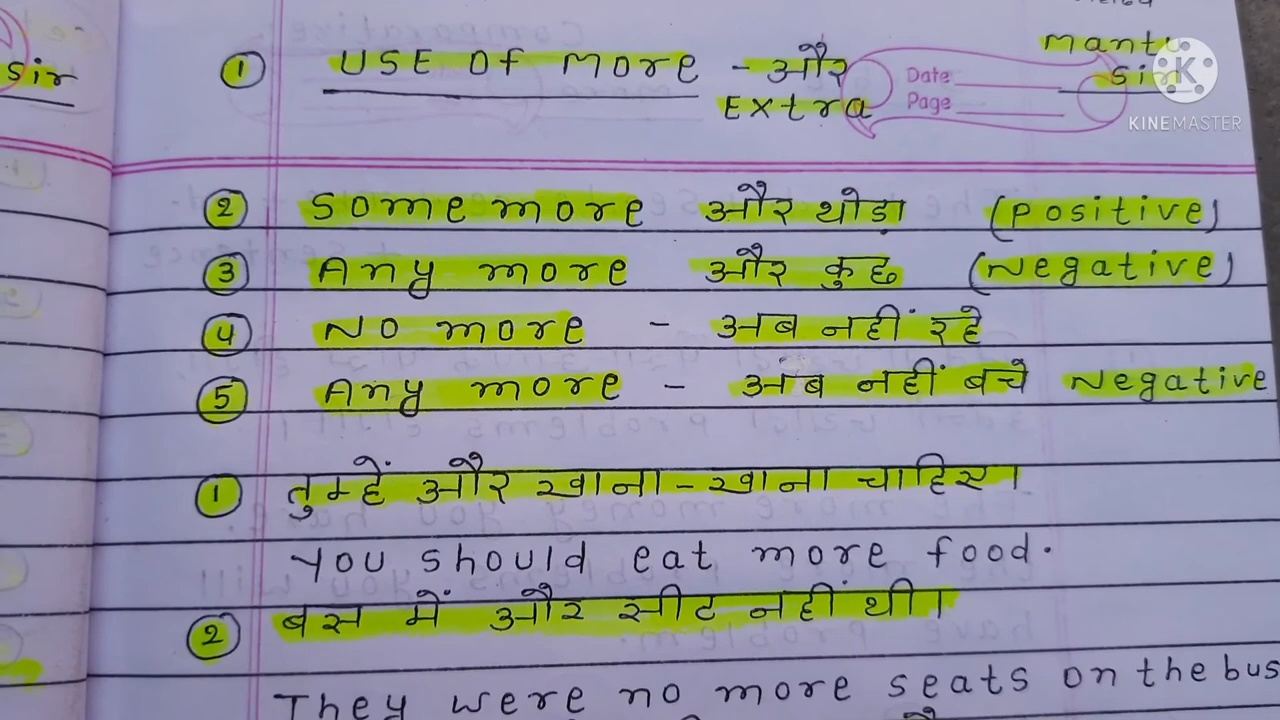 Mantu
① USE Of More - और
sir
Date
Sir
Extra
Page
KINEMASTER
② Some more और थोड़ा (Positive)
③ Any more और कुछ (Negative)
④ No more - अब नहीं रहे
⑤ Any more - अब नहीं बचे Negative
① तुम्हें और खाना - खाना चाहिए।
You should eat more food.
② बस में और सीट नहीं थी।
They were no more seats on the bus